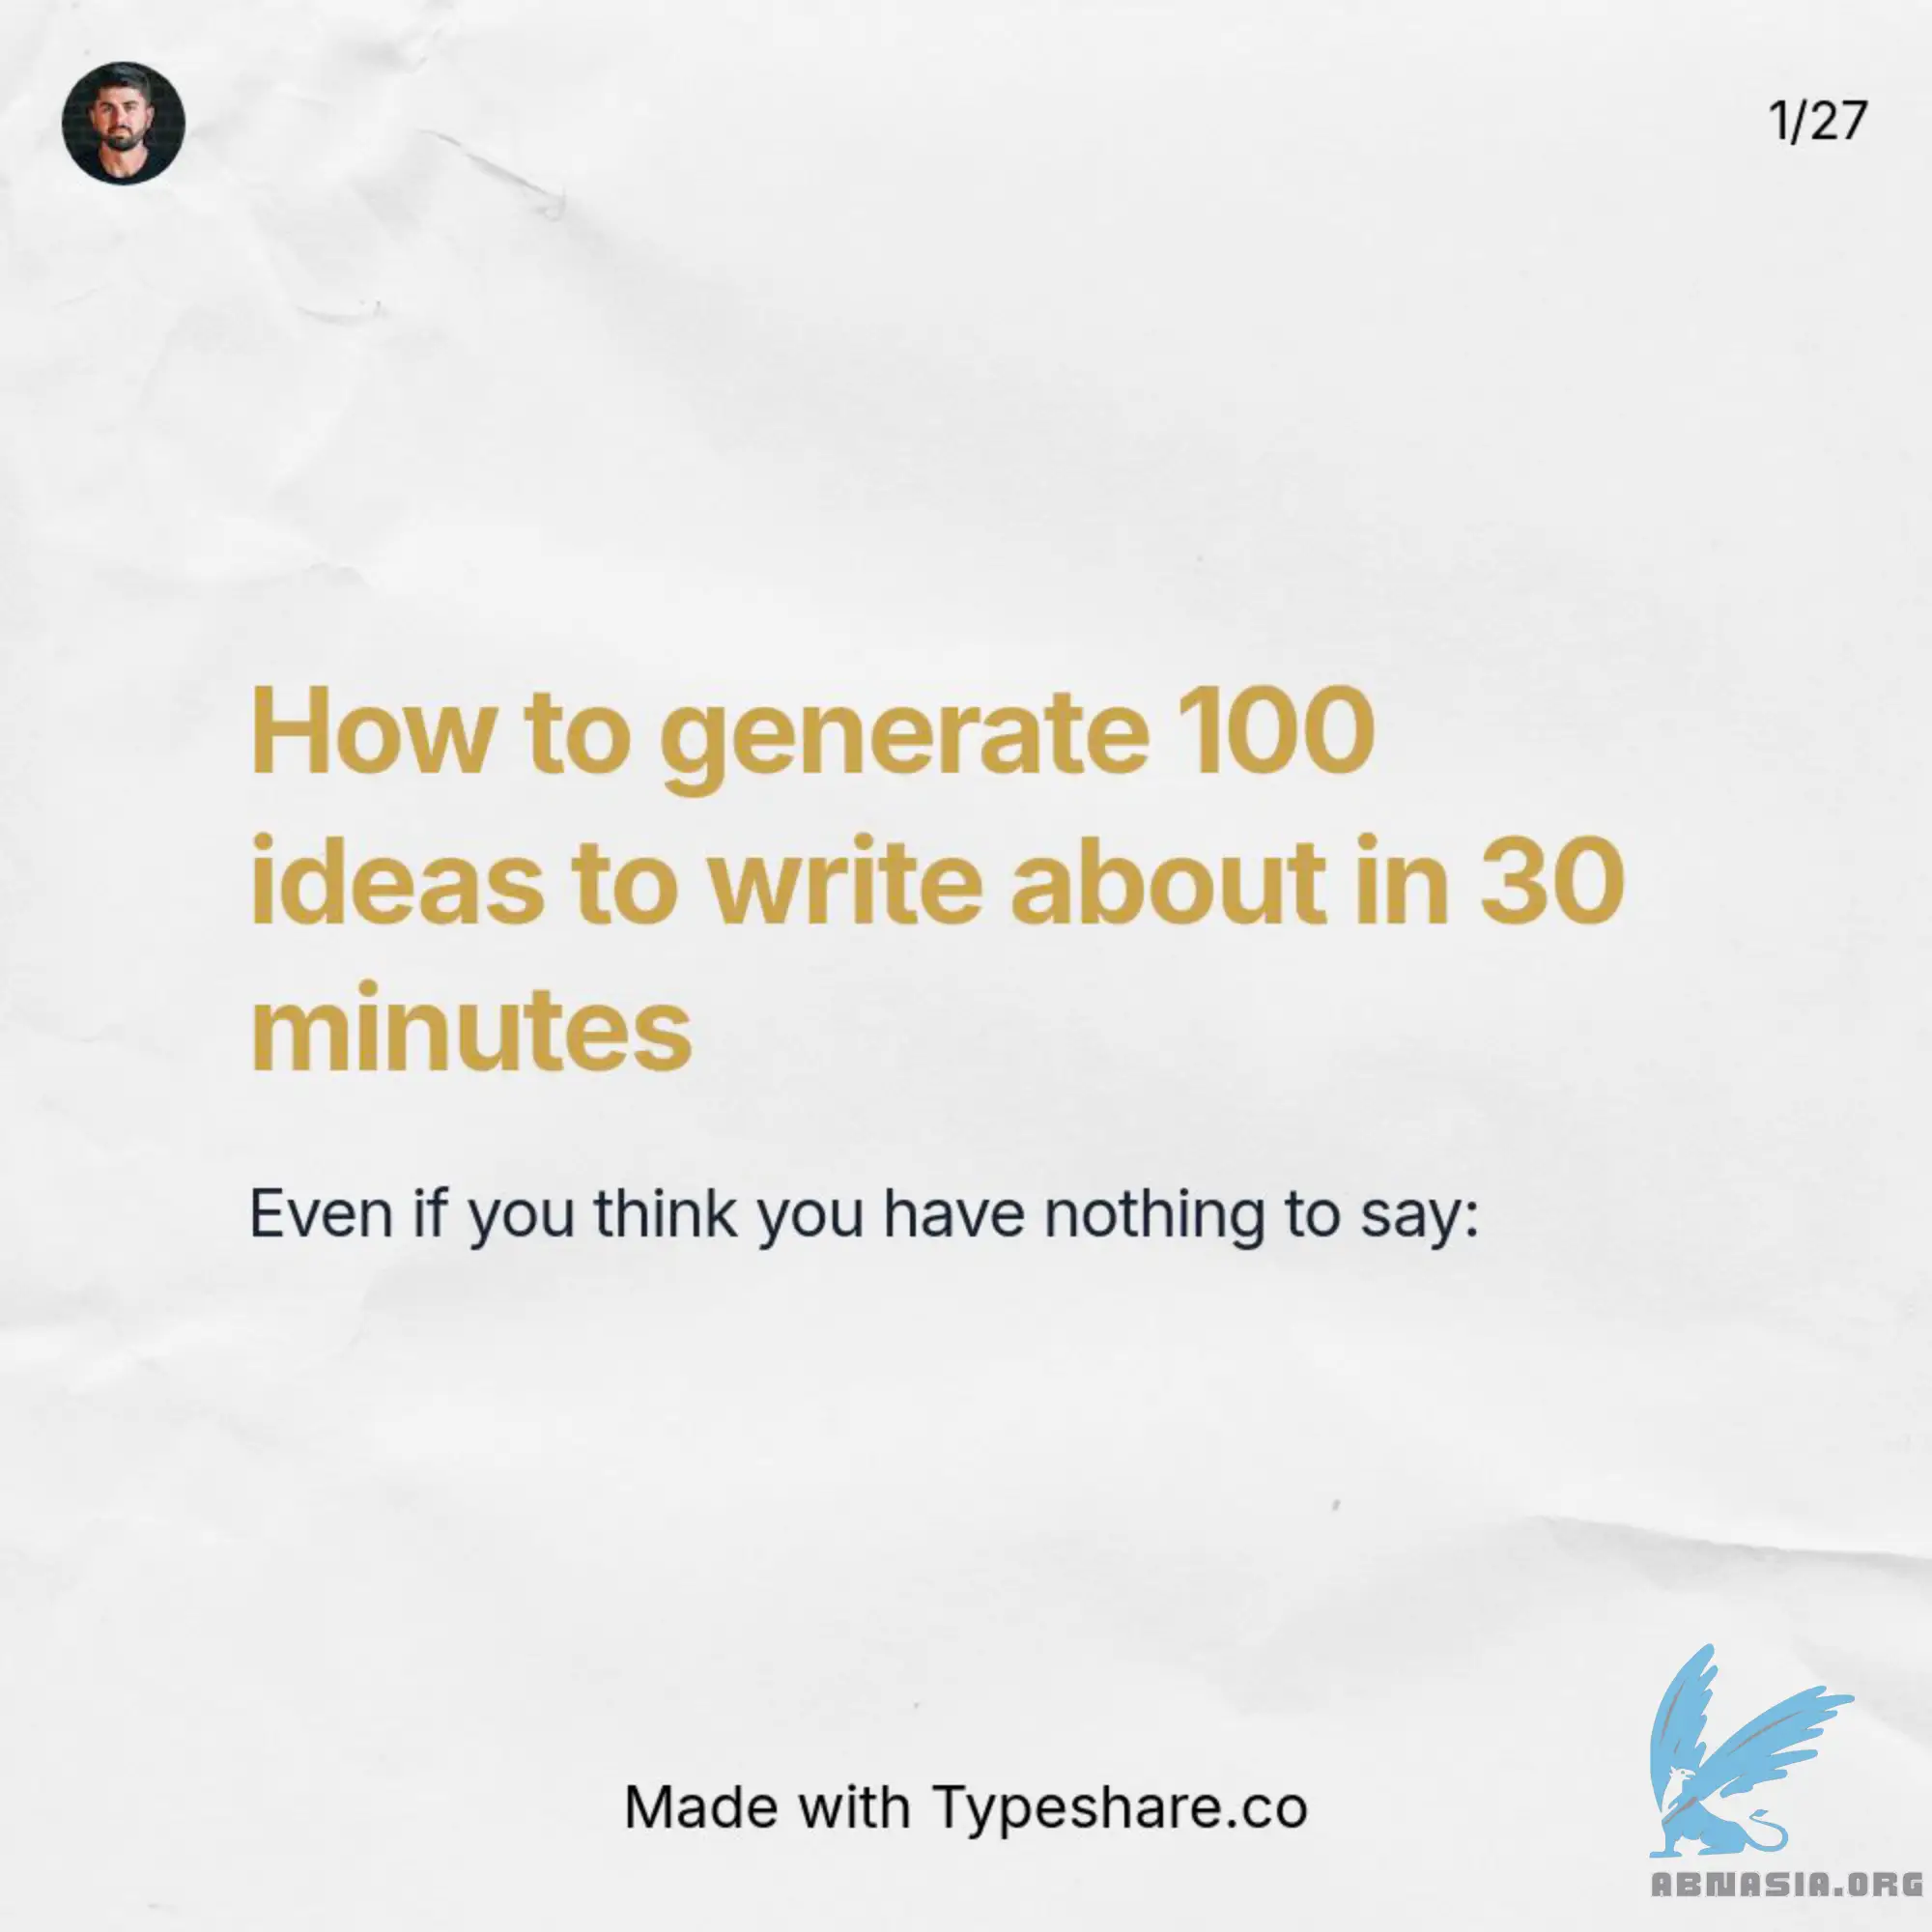 1/27
How to generate 100
ideas to write about in 30
minutes
Even if you think you have nothing to say:
Made with Typeshare.co
ABNASIA.ORG